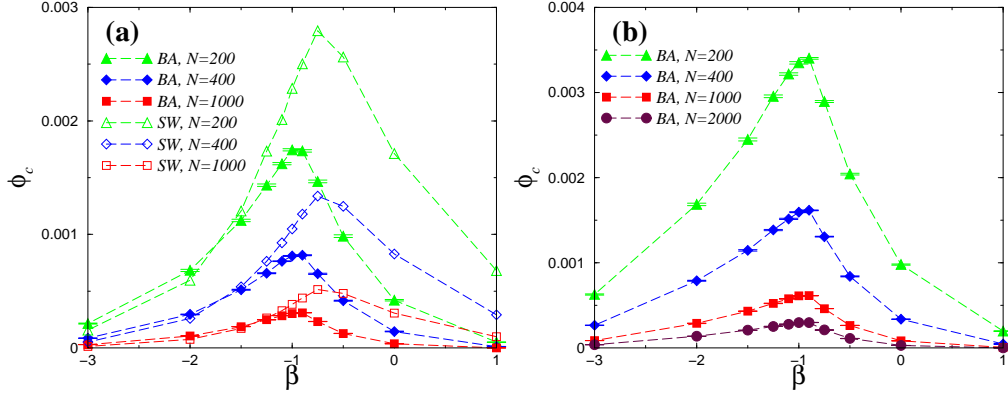 (a)
BA, N=200
BA, N=400
BA, N=1000
SW, N=200
SW, N=400
SW, N=1000
0.003
0.002
0.001
0
ϕ_c
−3 −2 −1 0 1
β
(b)
BA, N=200
BA, N=400
BA, N=1000
BA, N=2000
0.004
0.003
0.002
0.001
0
ϕ_c
−3 −2 −1 0 1
β